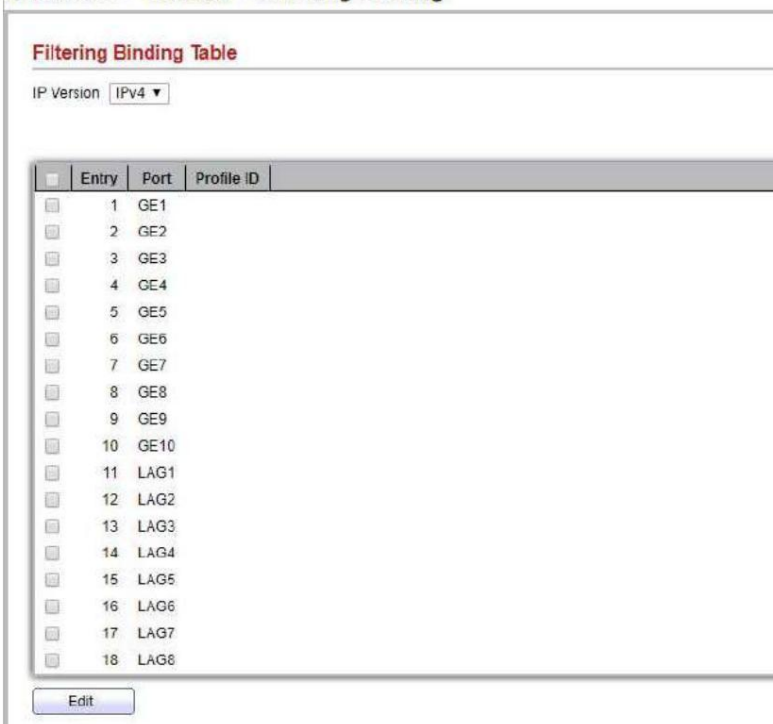 Filtering Binding Table
IP Version IPv4 ▼
Entry Port Profile ID
1 GE1
2 GE2
3 GE3
4 GE4
5 GE5
6 GE6
7 GE7
8 GE8
9 GE9
10 GE10
11 LAG1
12 LAG2
13 LAG3
14 LAG4
15 LAG5
16 LAG6
17 LAG7
18 LAG8
Edit